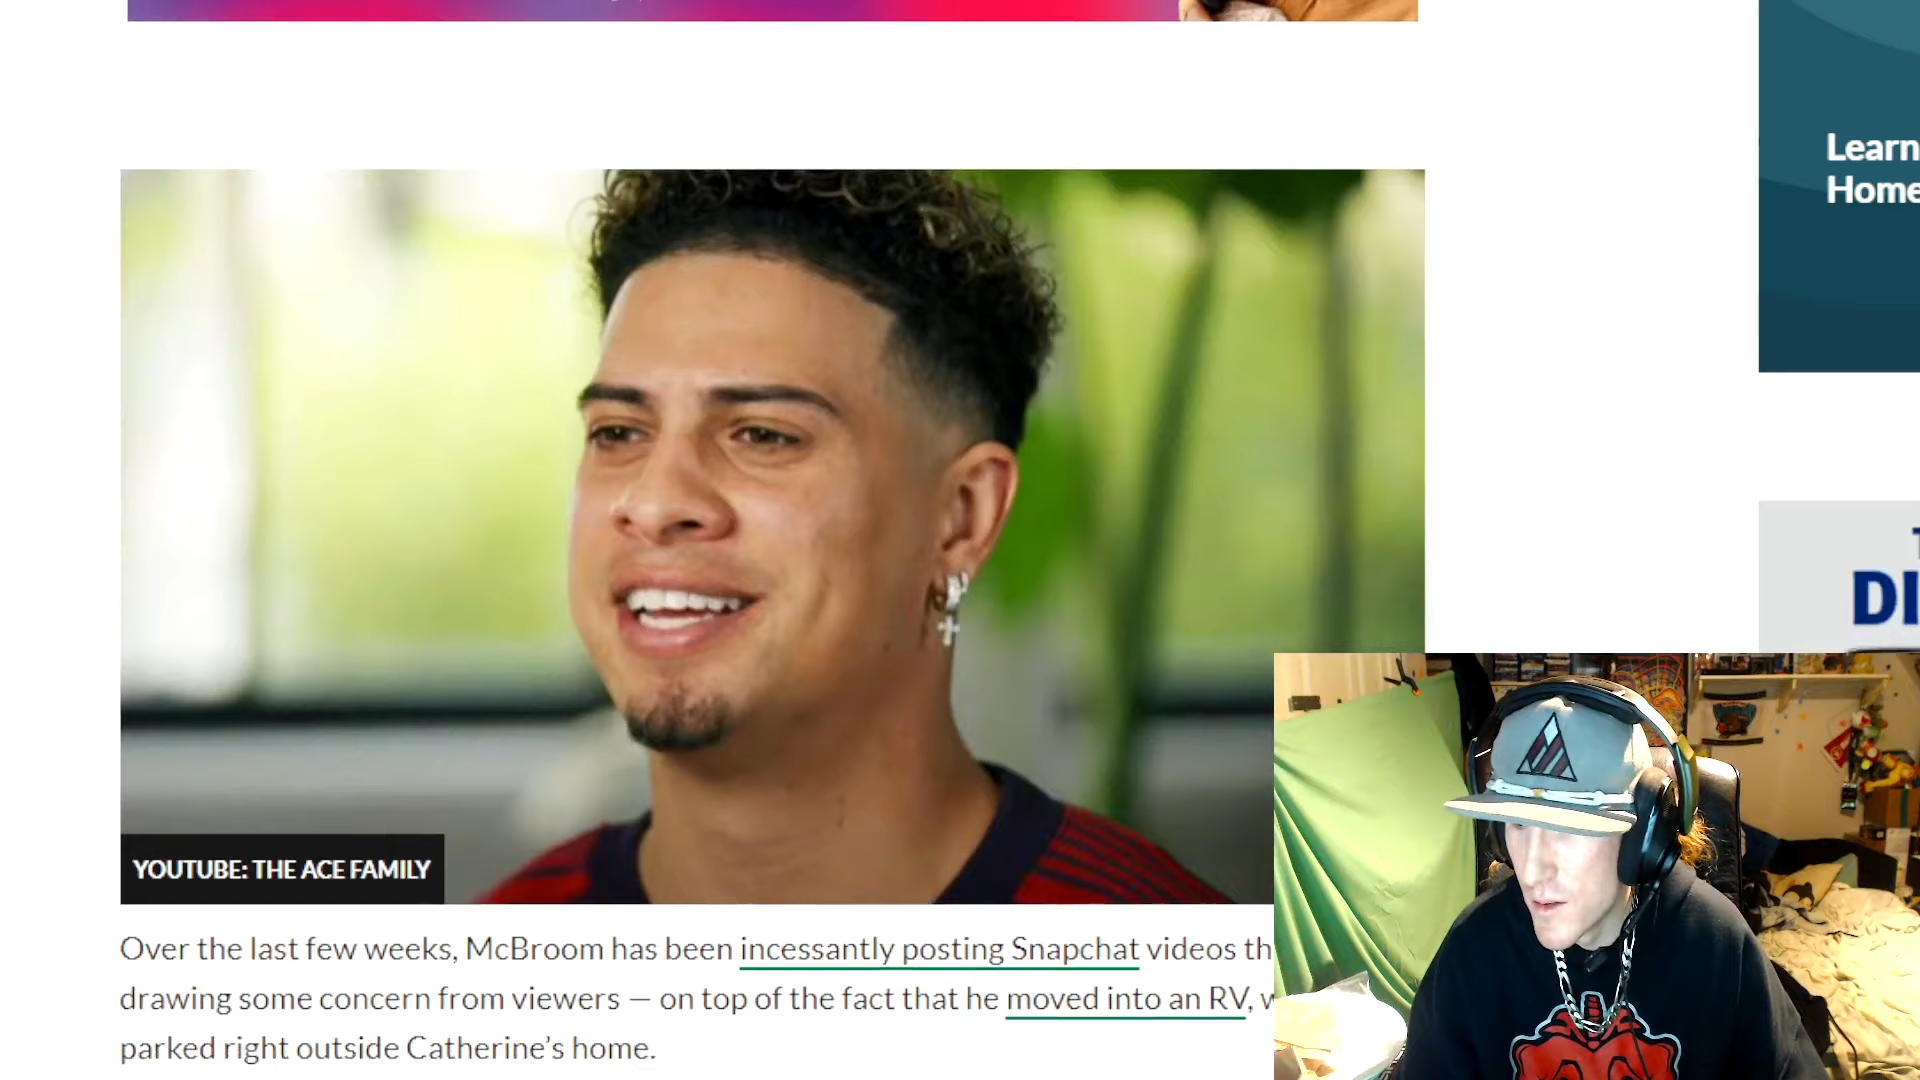 Learn
Home
DI
YOUTUBE: THE ACE FAMILY
Over the last few weeks, McBroom has been incessantly posting Snapchat videos th
drawing some concern from viewers — on top of the fact that he moved into an RV, w
parked right outside Catherine's home.